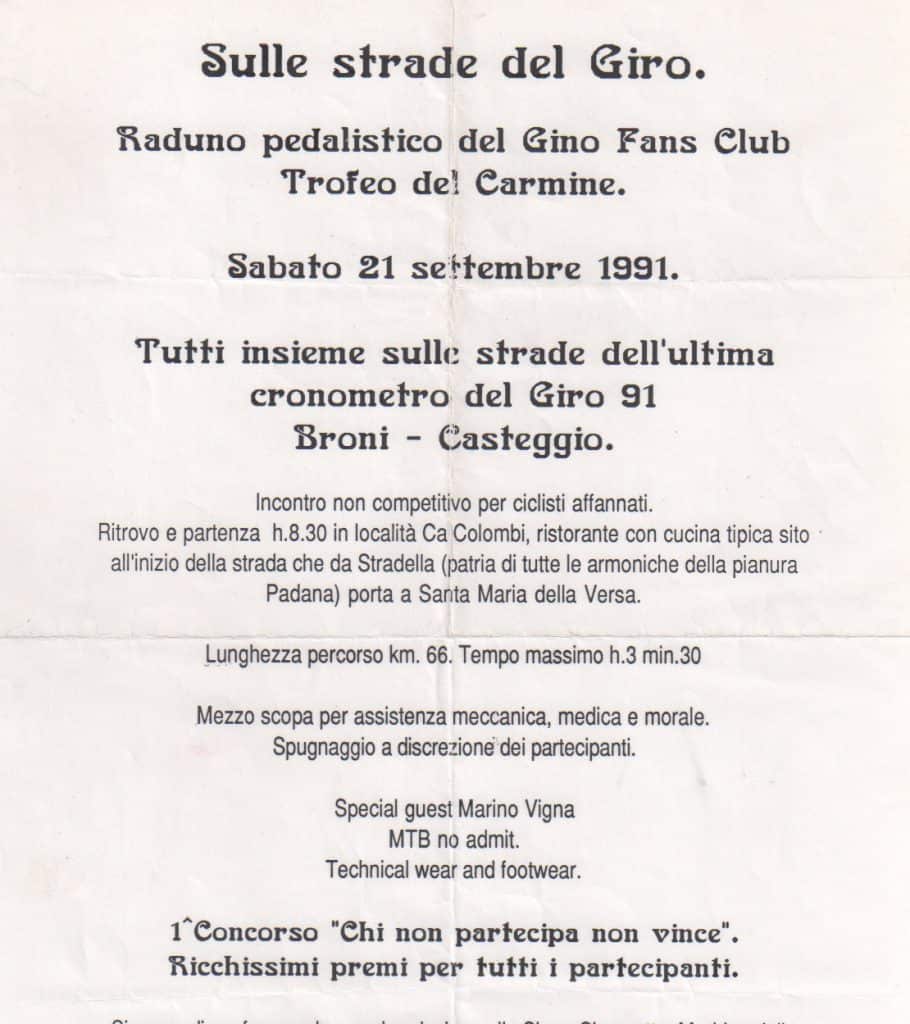 Sulle strade del Giro.
Raduno pedalistico del Gino Fans Club
Trofeo del Carmine.
Sabato 21 settembre 1991.
Tutti insieme sulle strade dell'ultima
cronometro del Giro 91
Broni - Casteggio.
Incontro non competitivo per ciclisti affannati.
Ritrovo e partenza h.8.30 in località Ca Colombi, ristorante con cucina tipica sito
all'inizio della strada che da Stradella (patria di tutte le armoniche della pianura
Padana) porta a Santa Maria della Versa.
Lunghezza percorso km. 66. Tempo massimo h.3 min.30
Mezzo scopa per assistenza meccanica, medica e morale.
Spugnaggio a discrezione dei partecipanti.
Special guest Marino Vigna
MTB no admit.
Technical wear and footwear.
1^Concorso "Chi non partecipa non vince".
Ricchissimi premi per tutti i partecipanti.